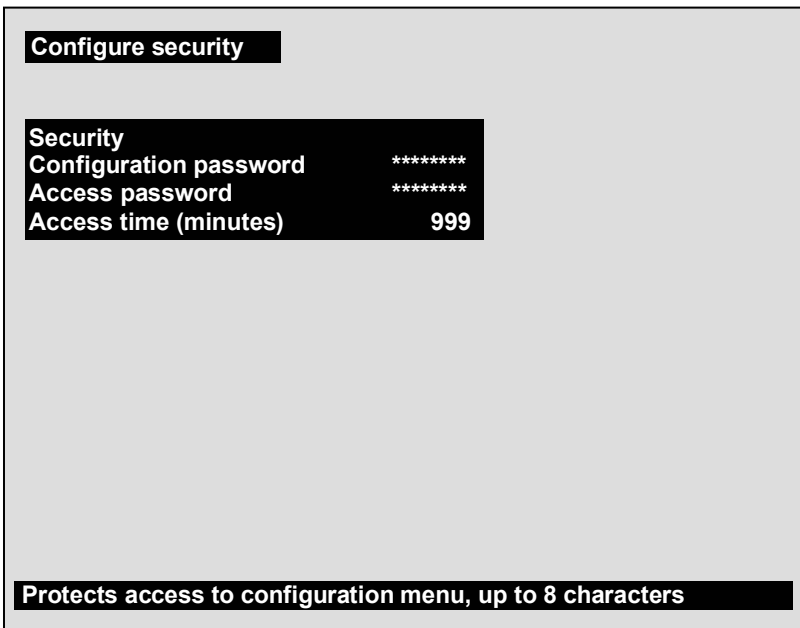 Configure security
Security
Configuration password ********
Access password ********
Access time (minutes) 999
Protects access to configuration menu, up to 8 characters